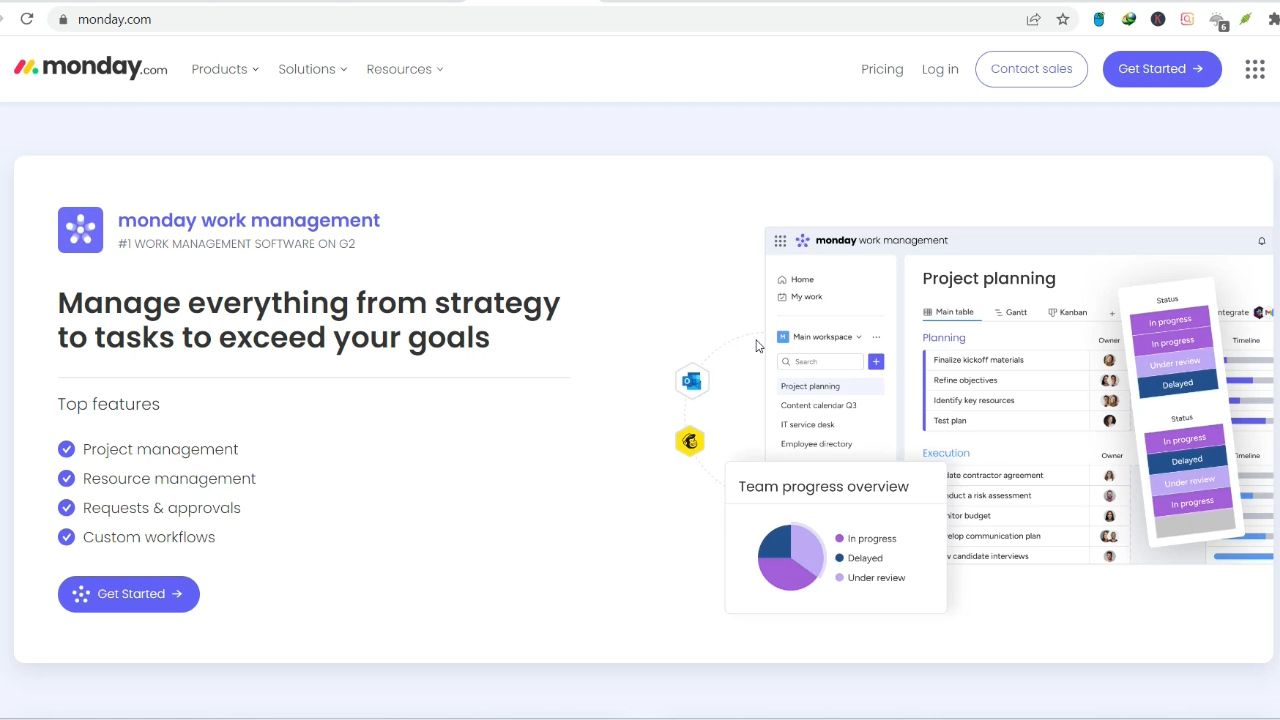 monday.com
6
monday.com
Products
Solutions
Resources
Pricing
Log in
Contact sales
Get Started
monday work management
#1 WORK MANAGEMENT SOFTWARE ON G2
Manage everything from strategy
to tasks to exceed your goals
Top features
Project management
Resource management
Requests & approvals
Custom workflows
Get Started
monday work management
Home
My work
Main workspace
Search
Project planning
Content calendar Q3
IT service desk
Employee directory
Project planning
Main table
Gantt
Kanban
Planning
Owner
Timeline
Finalize kickoff materials
Refine objectives
Identify key resources
Test plan
Execution
Owner
contractor agreement
a risk assessment
budget
communication plan
candidate interviews
Status
In progress
In progress
Under review
Delayed
Status
In progress
Delayed
Under review
In progress
Team progress overview
In progress
Delayed
Under review